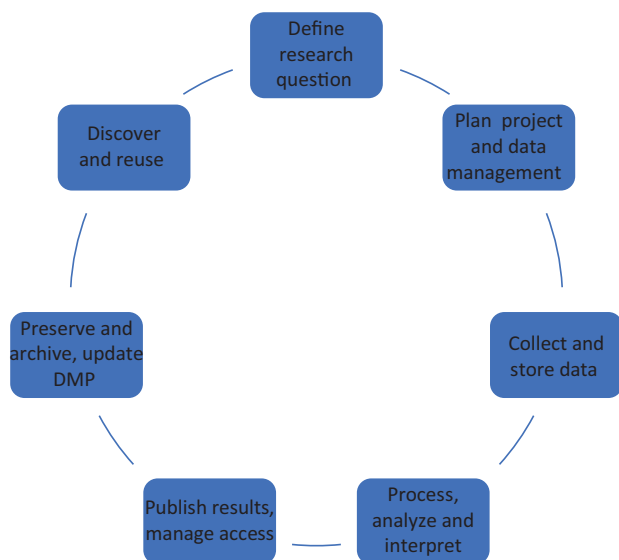 Define
research
question
Plan  project
and data
management
Collect and
store data
Process,
analyze and
interpret
Publish results,
manage access
Preserve and
archive, update
DMP
Discover
and reuse